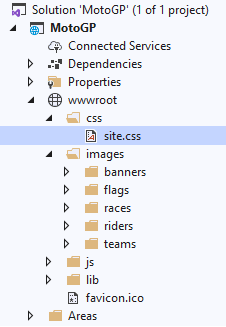 Solution 'MotoGP' (1 of 1 project)
MotoGP
Connected Services
Dependencies
Properties
wwwroot
css
site.css
images
banners
flags
races
riders
teams
js
lib
favicon.ico
Areas